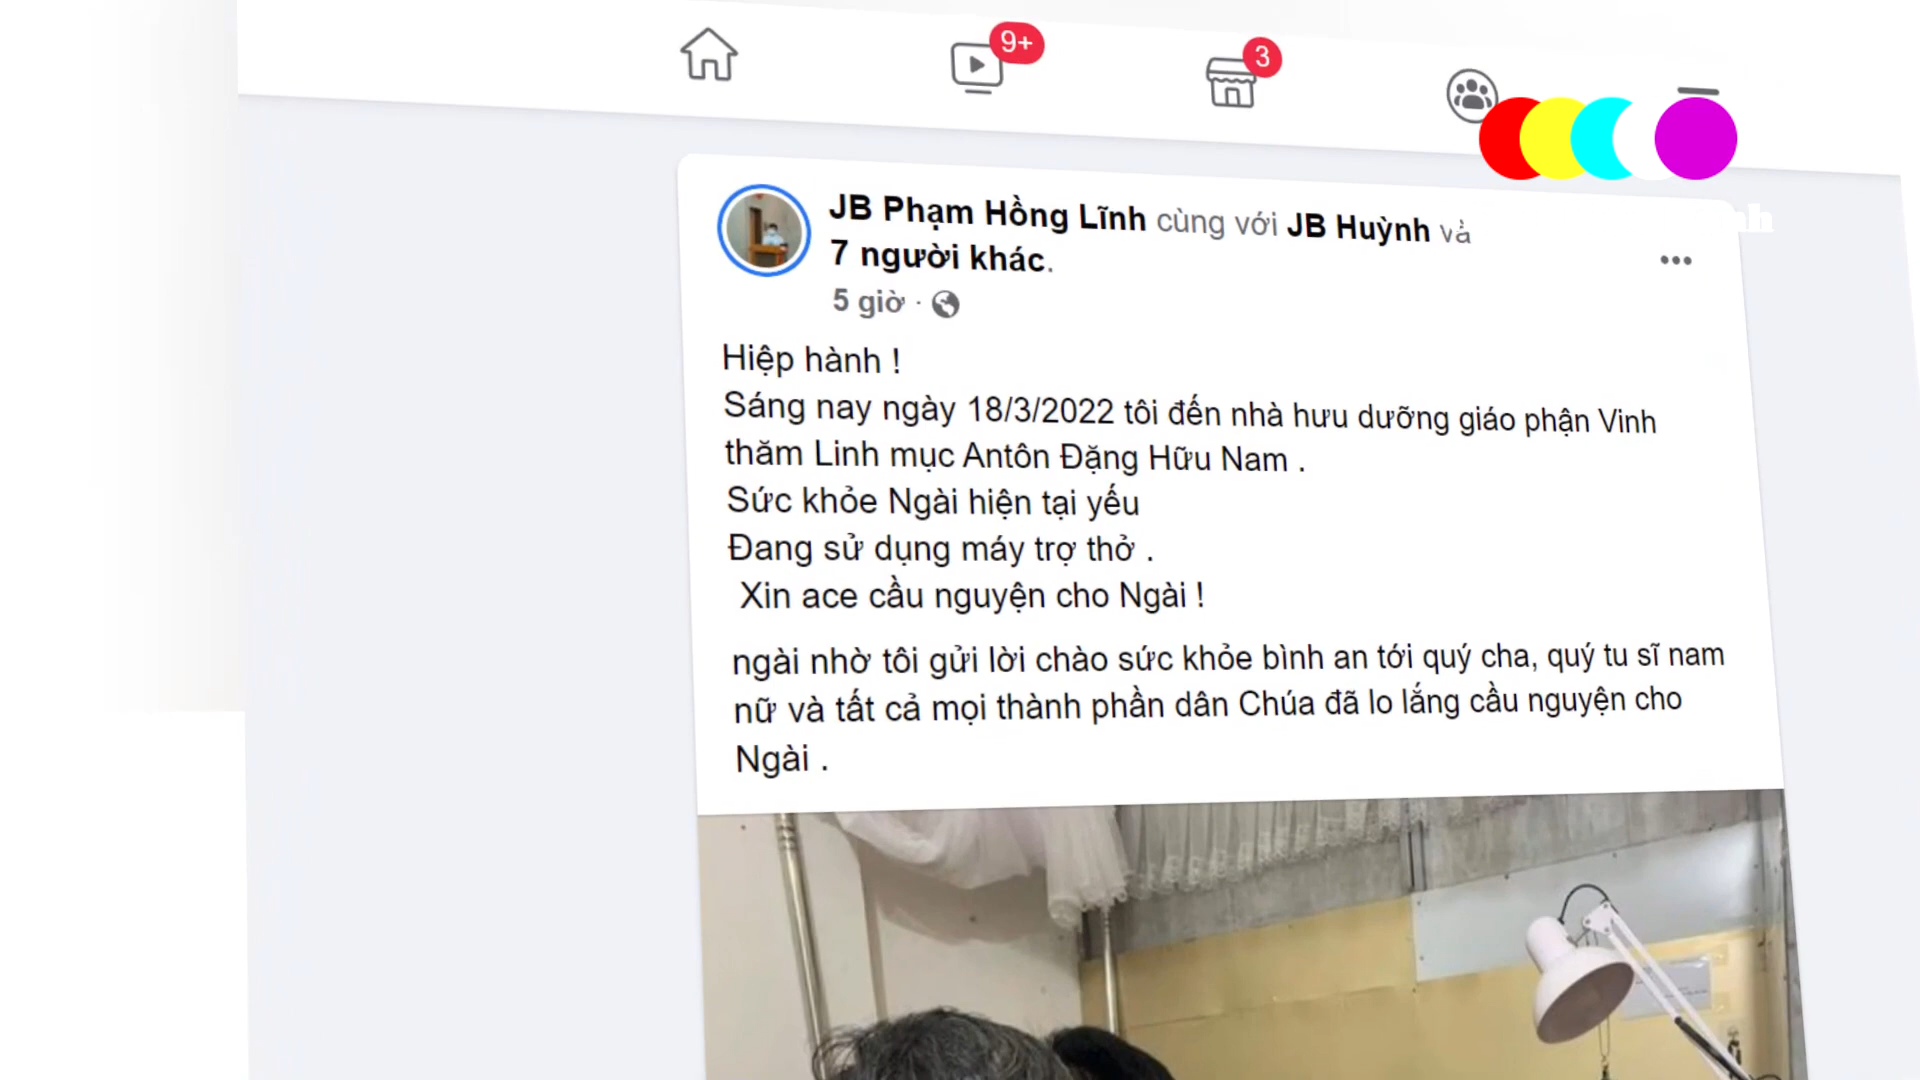 9+
3
JB Phạm Hồng Lĩnh cùng với JB Huỳnh và
7 người khác.
5 giờ ·
Hiệp hành !
Sáng nay ngày 18/3/2022 tôi đến nhà hưu dưỡng giáo phận Vinh
thăm Linh mục Antôn Đặng Hữu Nam .
Sức khỏe Ngài hiện tại yếu
Đang sử dụng máy trợ thở .
Xin ace cầu nguyện cho Ngài !
ngài nhờ tôi gửi lời chào sức khỏe bình an tới quý cha, quý tu sĩ nam
nữ và tất cả mọi thành phần dân Chúa đã lo lắng cầu nguyện cho
Ngài .